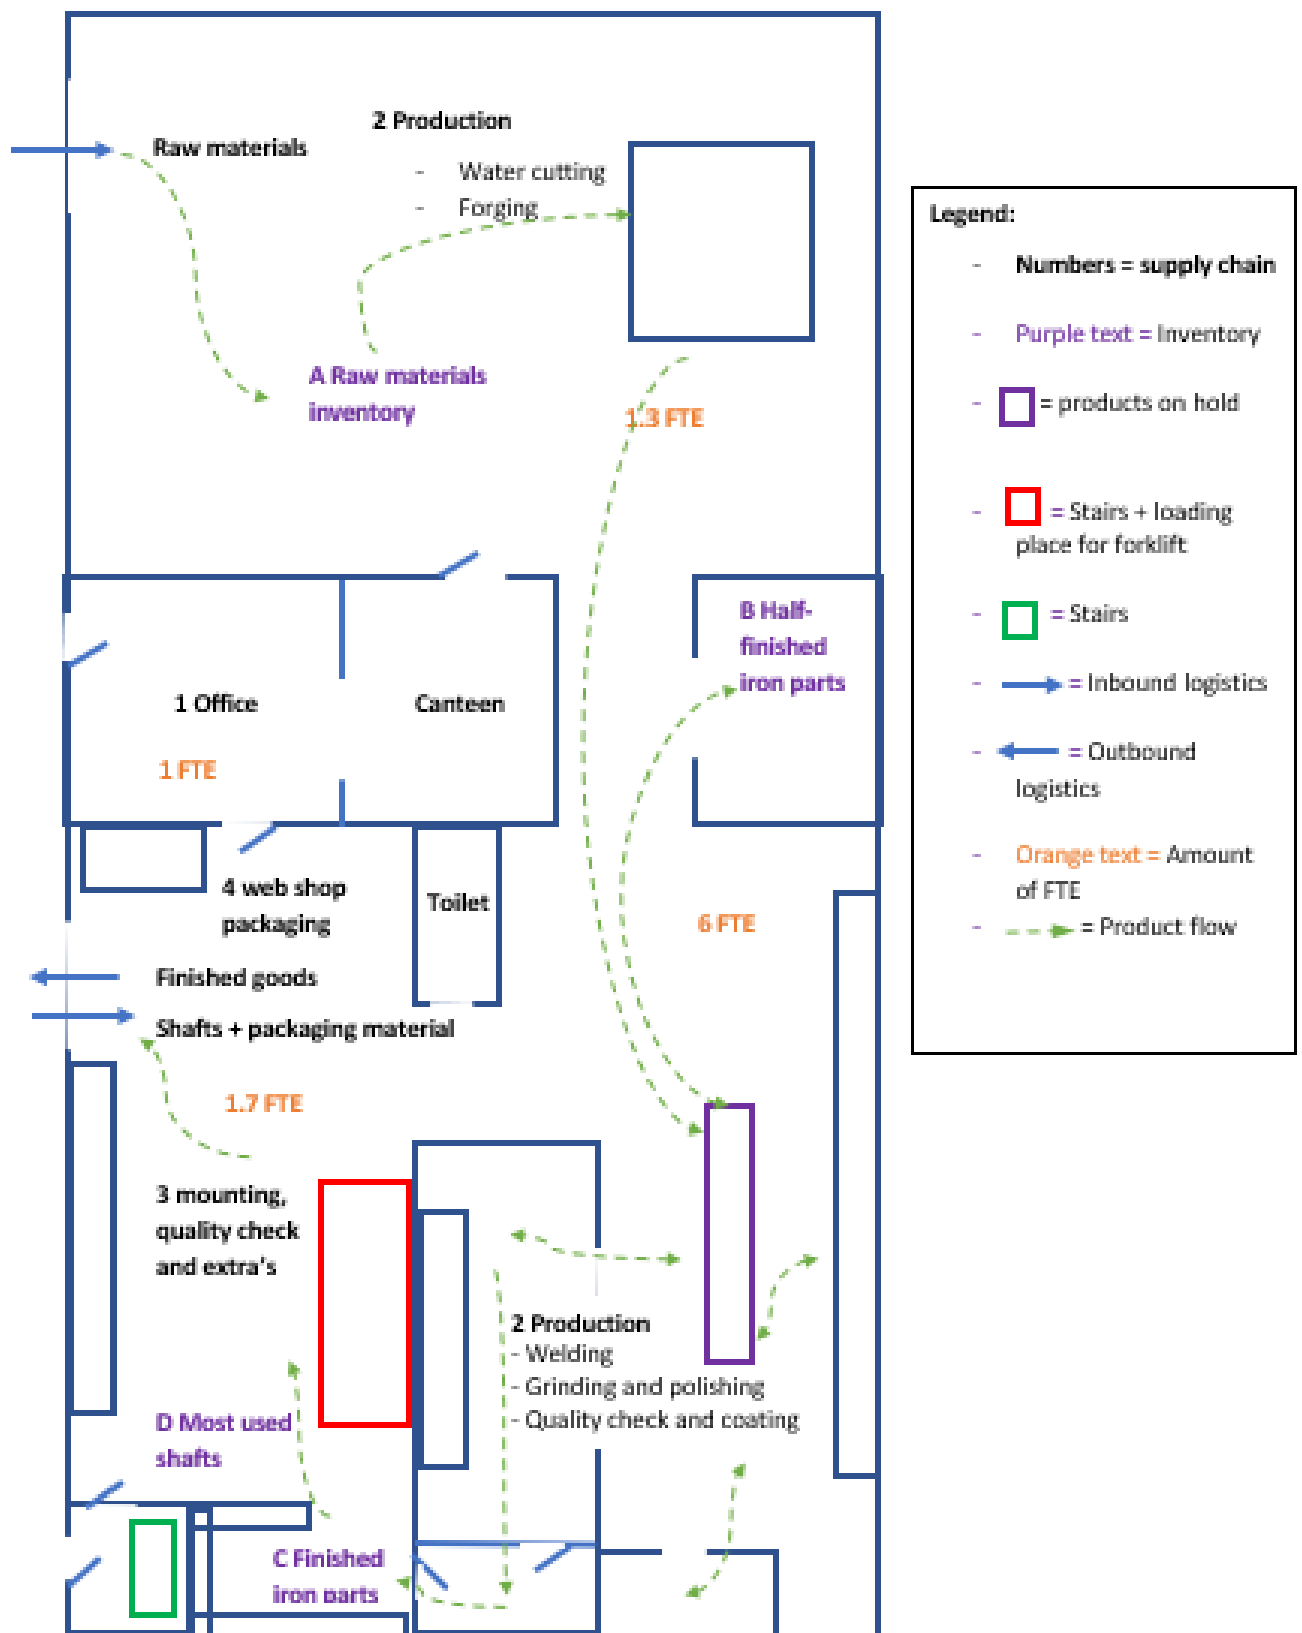 2 Production
Raw materials
- Water cutting
- Forging
A Raw materials
inventory
1.3 FTE
B Half-
finished
iron parts
1 Office
Canteen
1 FTE
4 web shop
packaging
Toilet
6 FTE
Finished goods
Shafts + packaging material
1.7 FTE
3 mounting,
quality check
and extra's
2 Production
- Welding
- Grinding and polishing
- Quality check and coating
D Most used
shafts
C Finished
iron parts
Legend:
- Numbers = supply chain
- Purple text = Inventory
- = products on hold
- = Stairs + loading
place for forklift
- = Stairs
- = Inbound logistics
- = Outbound
logistics
- Orange text = Amount
of FTE
- = Product flow